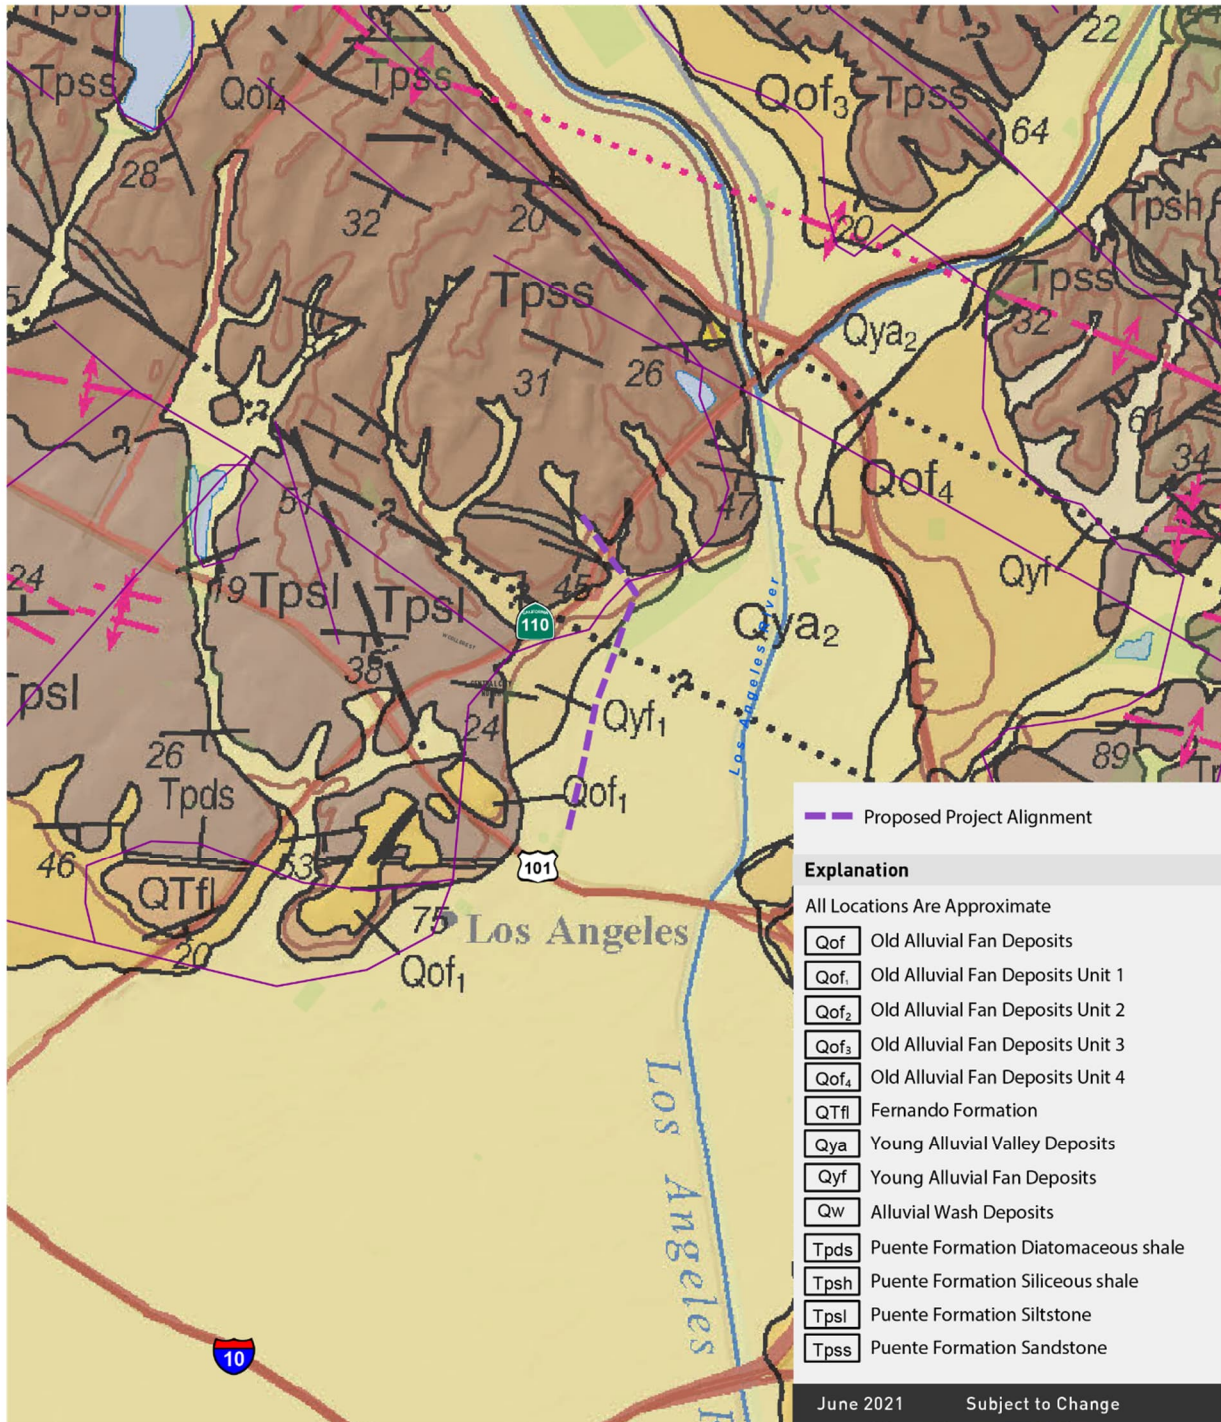 Tpss
Qof4
Tpss
Qof3
Tpss
22
28
32
20
64
20
Tpsh
Tpss
Tpss
32
Qya2
31
26
61
?
?
51
?
47
Qof4
34
24
19
Tpsl
Tpsl
45
CALIFORNIA
110
Qyf
Qya2
Los Angeles River
38
?
psl
24
Qyf1
26
Tpds
Qof1
89
46
53
101
QTfl
75
Los Angeles
20
Qof1
Los Angeles
10
Proposed Project Alignment
Explanation
All Locations Are Approximate
Qof Old Alluvial Fan Deposits
Qof1 Old Alluvial Fan Deposits Unit 1
Qof2 Old Alluvial Fan Deposits Unit 2
Qof3 Old Alluvial Fan Deposits Unit 3
Qof4 Old Alluvial Fan Deposits Unit 4
QTfl Fernando Formation
Qya Young Alluvial Valley Deposits
Qyf Young Alluvial Fan Deposits
Qw Alluvial Wash Deposits
Tpds Puente Formation Diatomaceous shale
Tpsh Puente Formation Siliceous shale
Tpsl Puente Formation Siltstone
Tpss Puente Formation Sandstone
June 2021 Subject to Change